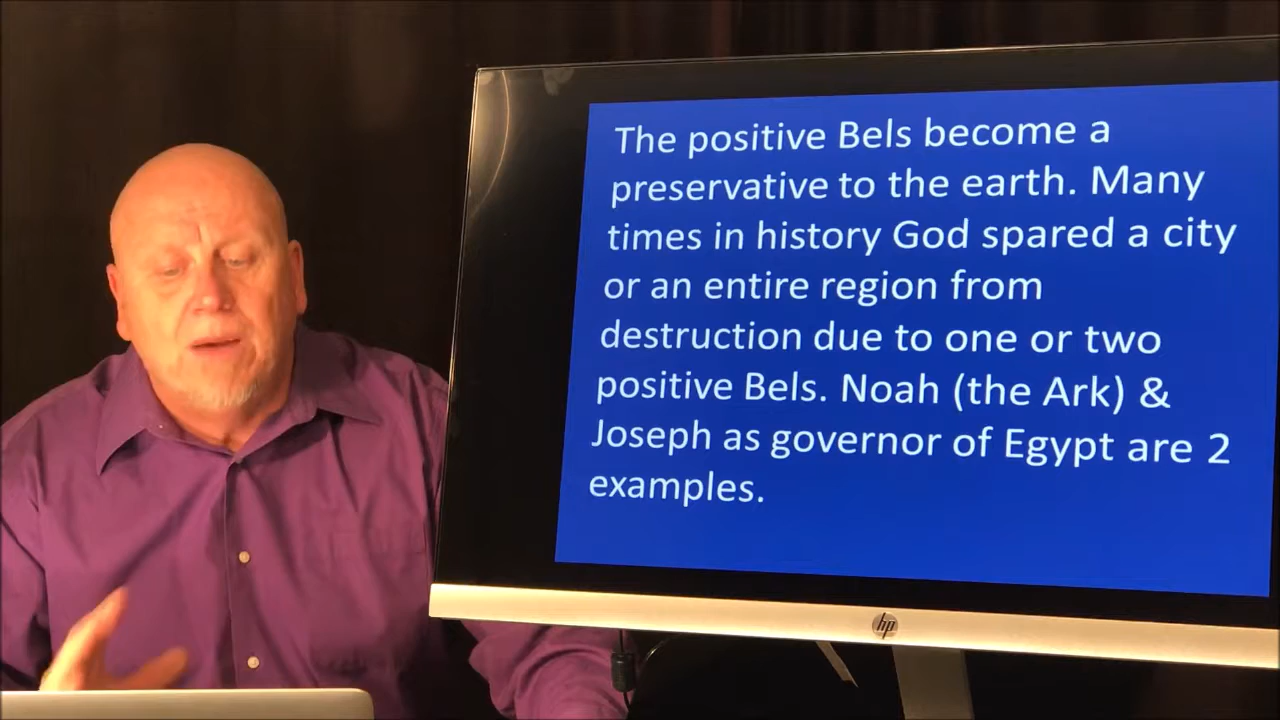 The positive Bels become a
preservative to the earth. Many
times in history God spared a city
or an entire region from
destruction due to one or two
positive Bels. Noah (the Ark) &
Joseph as governor of Egypt are 2
examples.
hp